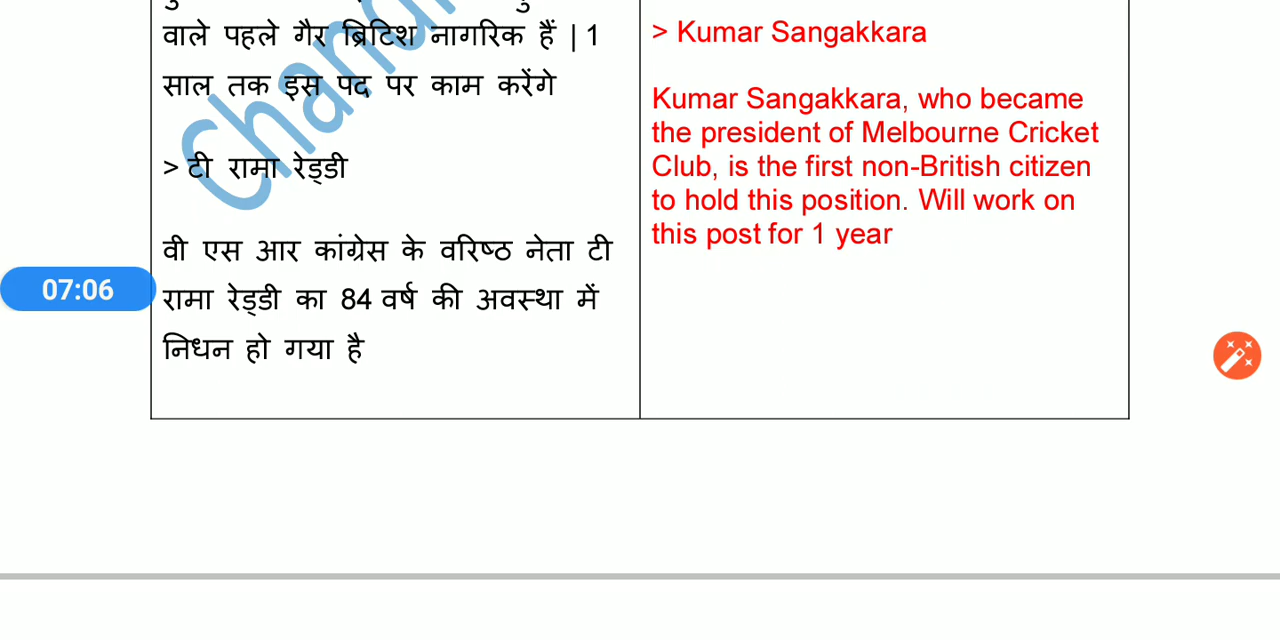 वाले पहले गैर ब्रिटिश नागरिक हैं | 1
साल तक इस पद पर काम करेंगे
> टी रामा रेड्डी
वी एस आर कांग्रेस के वरिष्ठ नेता टी
रामा रेड्डी का 84 वर्ष की अवस्था में
निधन हो गया है
> Kumar Sangakkara
Kumar Sangakkara, who became
the president of Melbourne Cricket
Club, is the first non-British citizen
to hold this position. Will work on
this post for 1 year
07:06